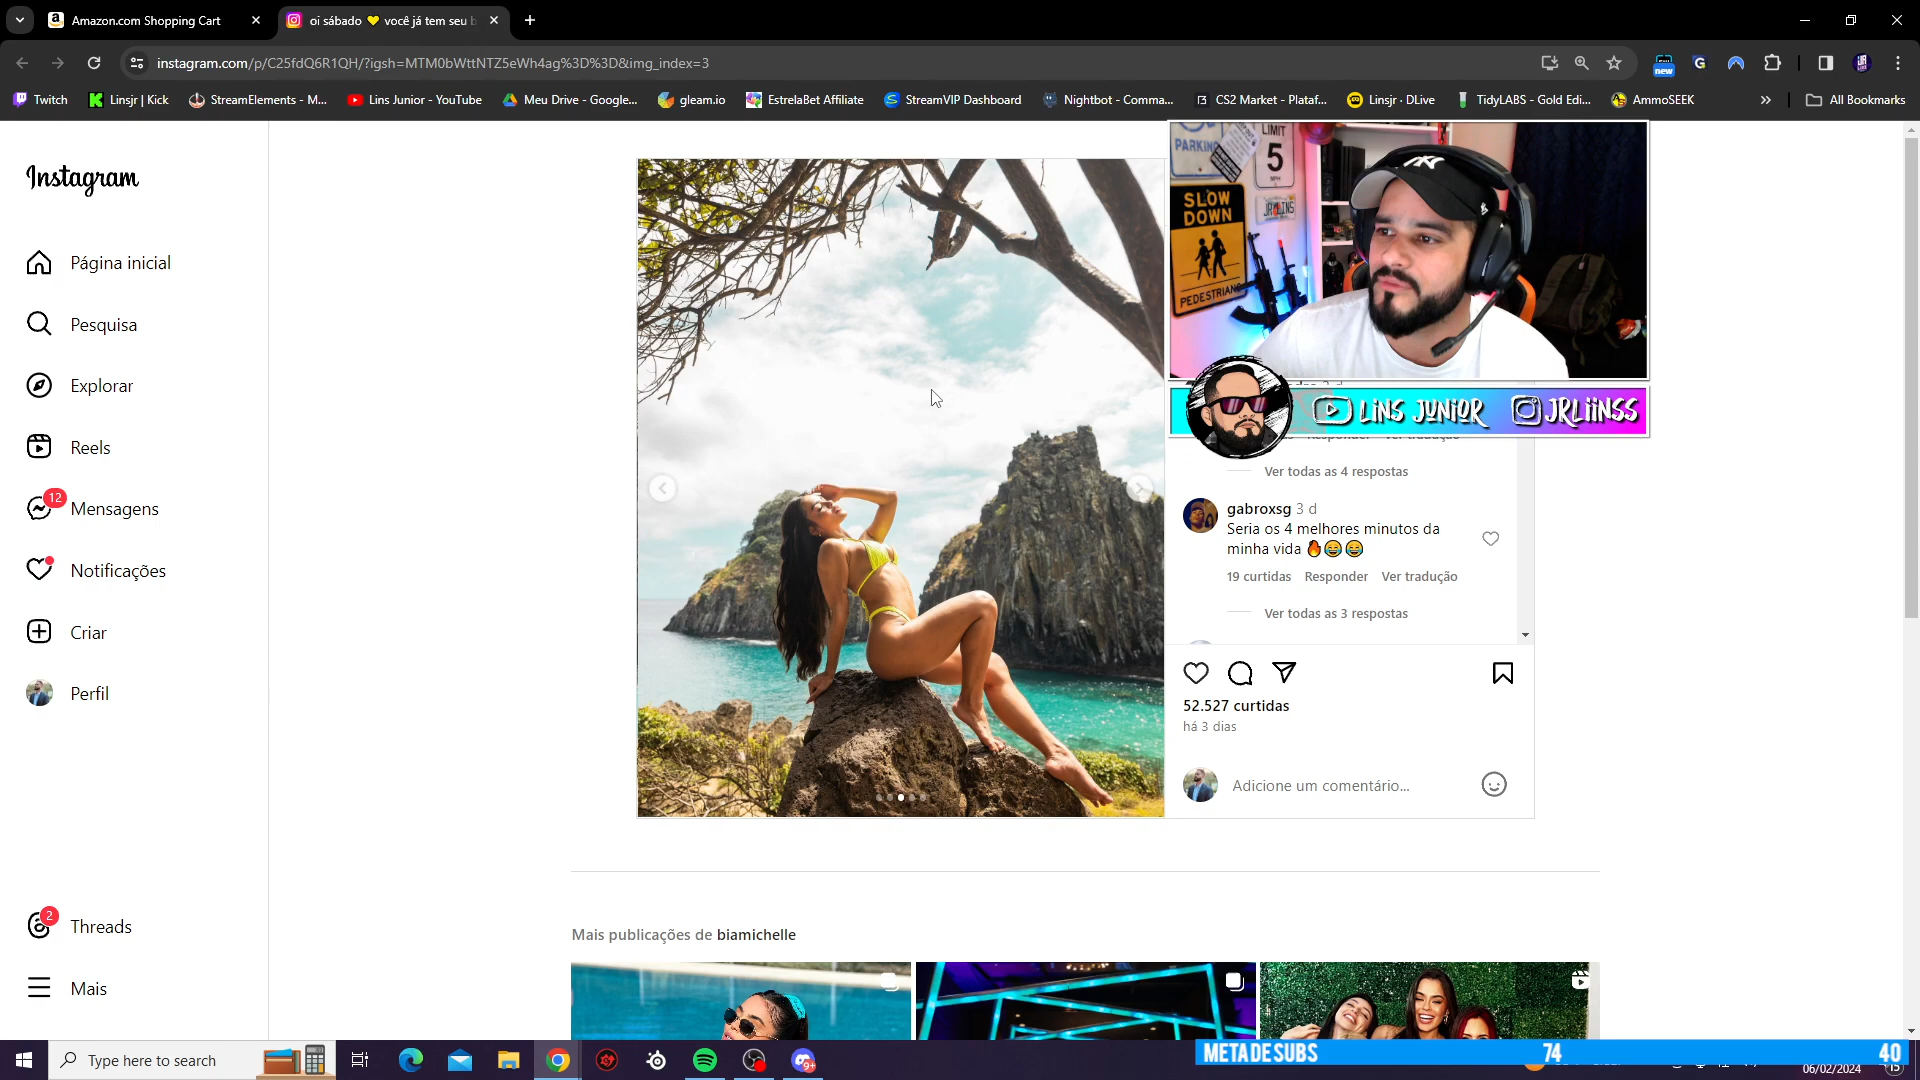 Amazon.com Shopping Cart
oi sábado 💛 você já tem seu b
instagram.com/p/C25fdQ6R1QH/?igsh=MTM0bWttNTZ5eWh4ag%3D%3D&img_index=3
new
Twitch
Linsjr | Kick
StreamElements - M...
Lins Junior - YouTube
Meu Drive - Google...
gleam.io
EstrelaBet Affiliate
StreamVIP Dashboard
Nightbot - Comma...
CS2 Market - Plataf...
Linsjr · DLive
TidyLABS - Gold Edi...
AmmoSEEK
All Bookmarks
Instagram
Página inicial
Pesquisa
Explorar
Reels
12
Mensagens
Notificações
Criar
Perfil
2
Threads
Mais
PARKING
LIMIT
5
SLOW
DOWN
JRLINS
PEDESTRIANS
LINS JUNIOR
JRLIINSS
Ver todas as 4 respostas
gabroxsg 3 d
Seria os 4 melhores minutos da
minha vida 🔥😂😂
19 curtidas Responder Ver tradução
Ver todas as 3 respostas
52.527 curtidas
há 3 dias
Adicione um comentário...
Mais publicações de biamichelle
Type here to search
META DE SUBS 74 40
06/02/2024
15